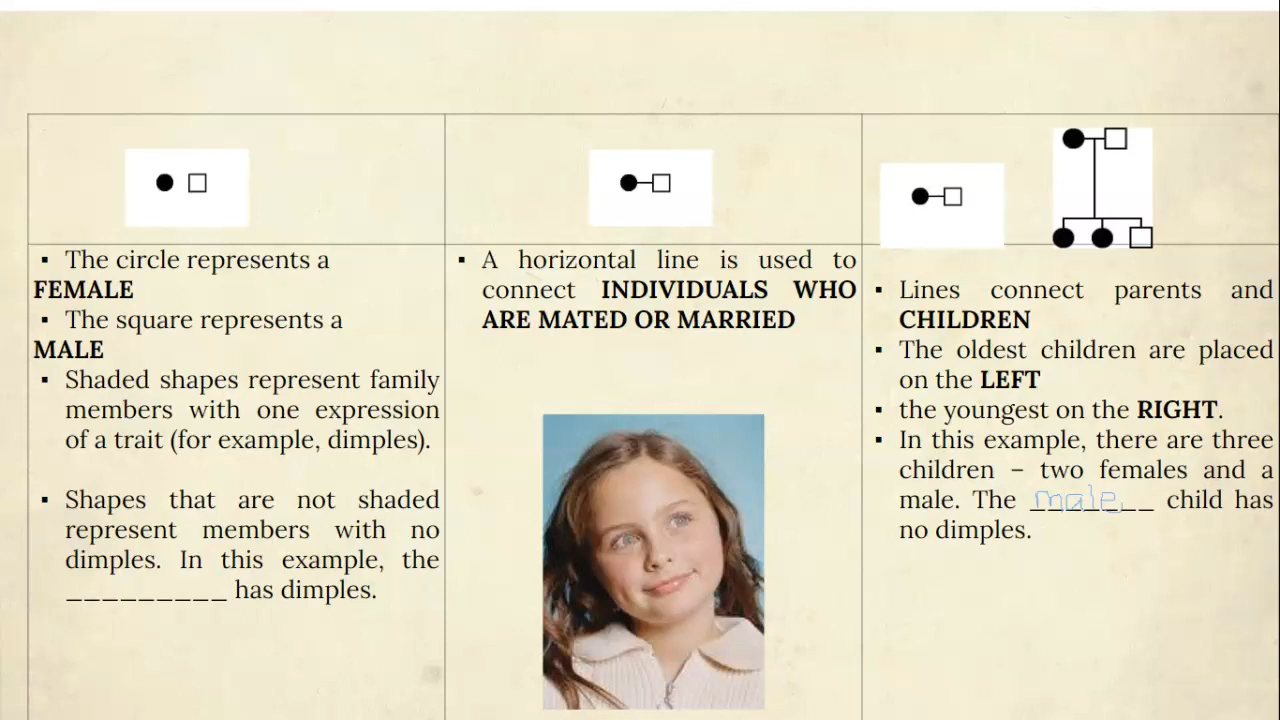 ▪ The circle represents a
FEMALE
▪ The square represents a
MALE
▪ Shaded shapes represent family
members with one expression
of a trait (for example, dimples).
▪ Shapes that are not shaded
represent members with no
dimples. In this example, the
_________ has dimples.
▪ A horizontal line is used to
connect INDIVIDUALS WHO
ARE MATED OR MARRIED
▪ Lines connect parents and
CHILDREN
▪ The oldest children are placed
on the LEFT
▪ the youngest on the RIGHT.
▪ In this example, there are three
children – two females and a
male. The male child has
no dimples.